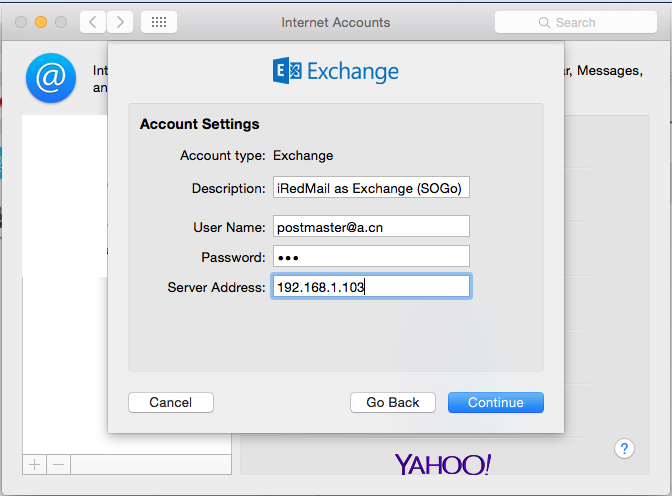 Internet Accounts
Search
@
Int
ar, Messages,
an
E Exchange
Account Settings
Account type: Exchange
Description: iRedMail as Exchange (SOGo)
User Name: postmaster@a.cn
Password: •••
Server Address: 192.168.1.103
Cancel
Go Back
Continue
+ −
?
YAHOO!